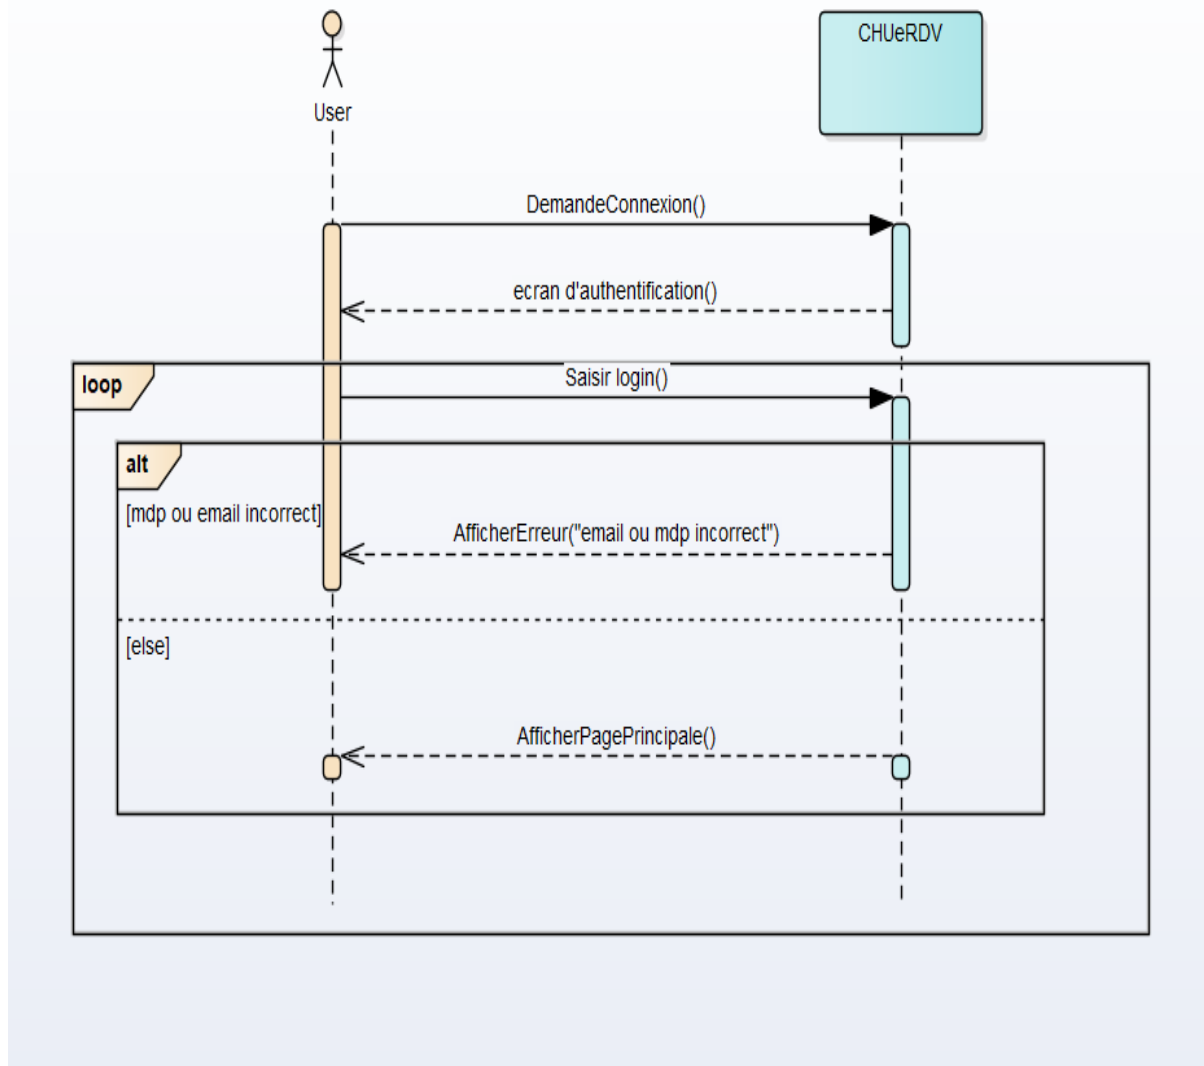 CHUeRDV
User
DemandeConnexion()
ecran d'authentification()
loop
Saisir login()
alt
[mdp ou email incorrect]
AfficherErreur("email ou mdp incorrect")
[else]
AfficherPagePrincipale()